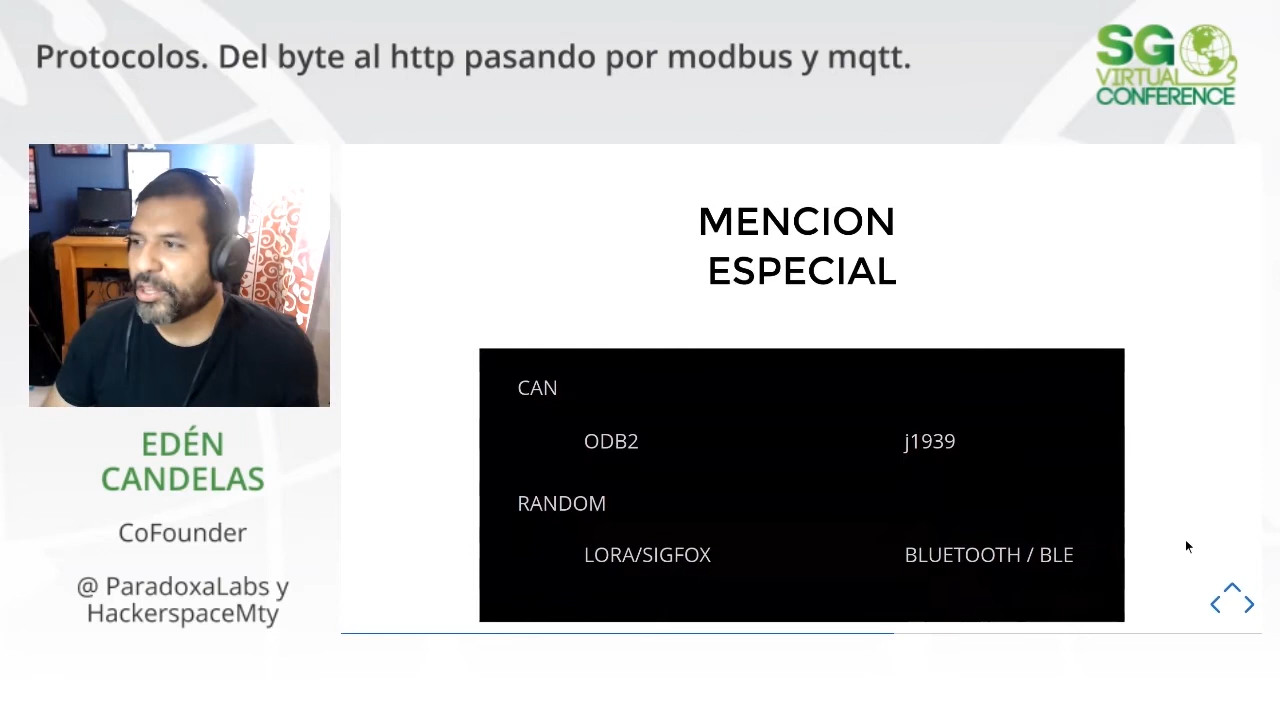 Protocolos. Del byte al http pasando por modbus y mqtt.
SG
VIRTUAL
CONFERENCE
MENCION
ESPECIAL
CAN
ODB2 j1939
RANDOM
LORA/SIGFOX BLUETOOTH / BLE
EDÉN
CANDELAS
CoFounder
@ ParadoxaLabs y
HackerspaceMty